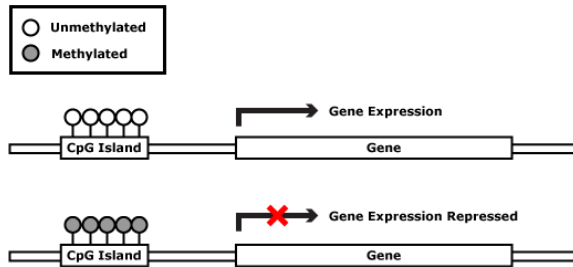 Unmethylated
Methylated
Gene Expression
CpG Island
Gene
Gene Expression Repressed
CpG Island
Gene